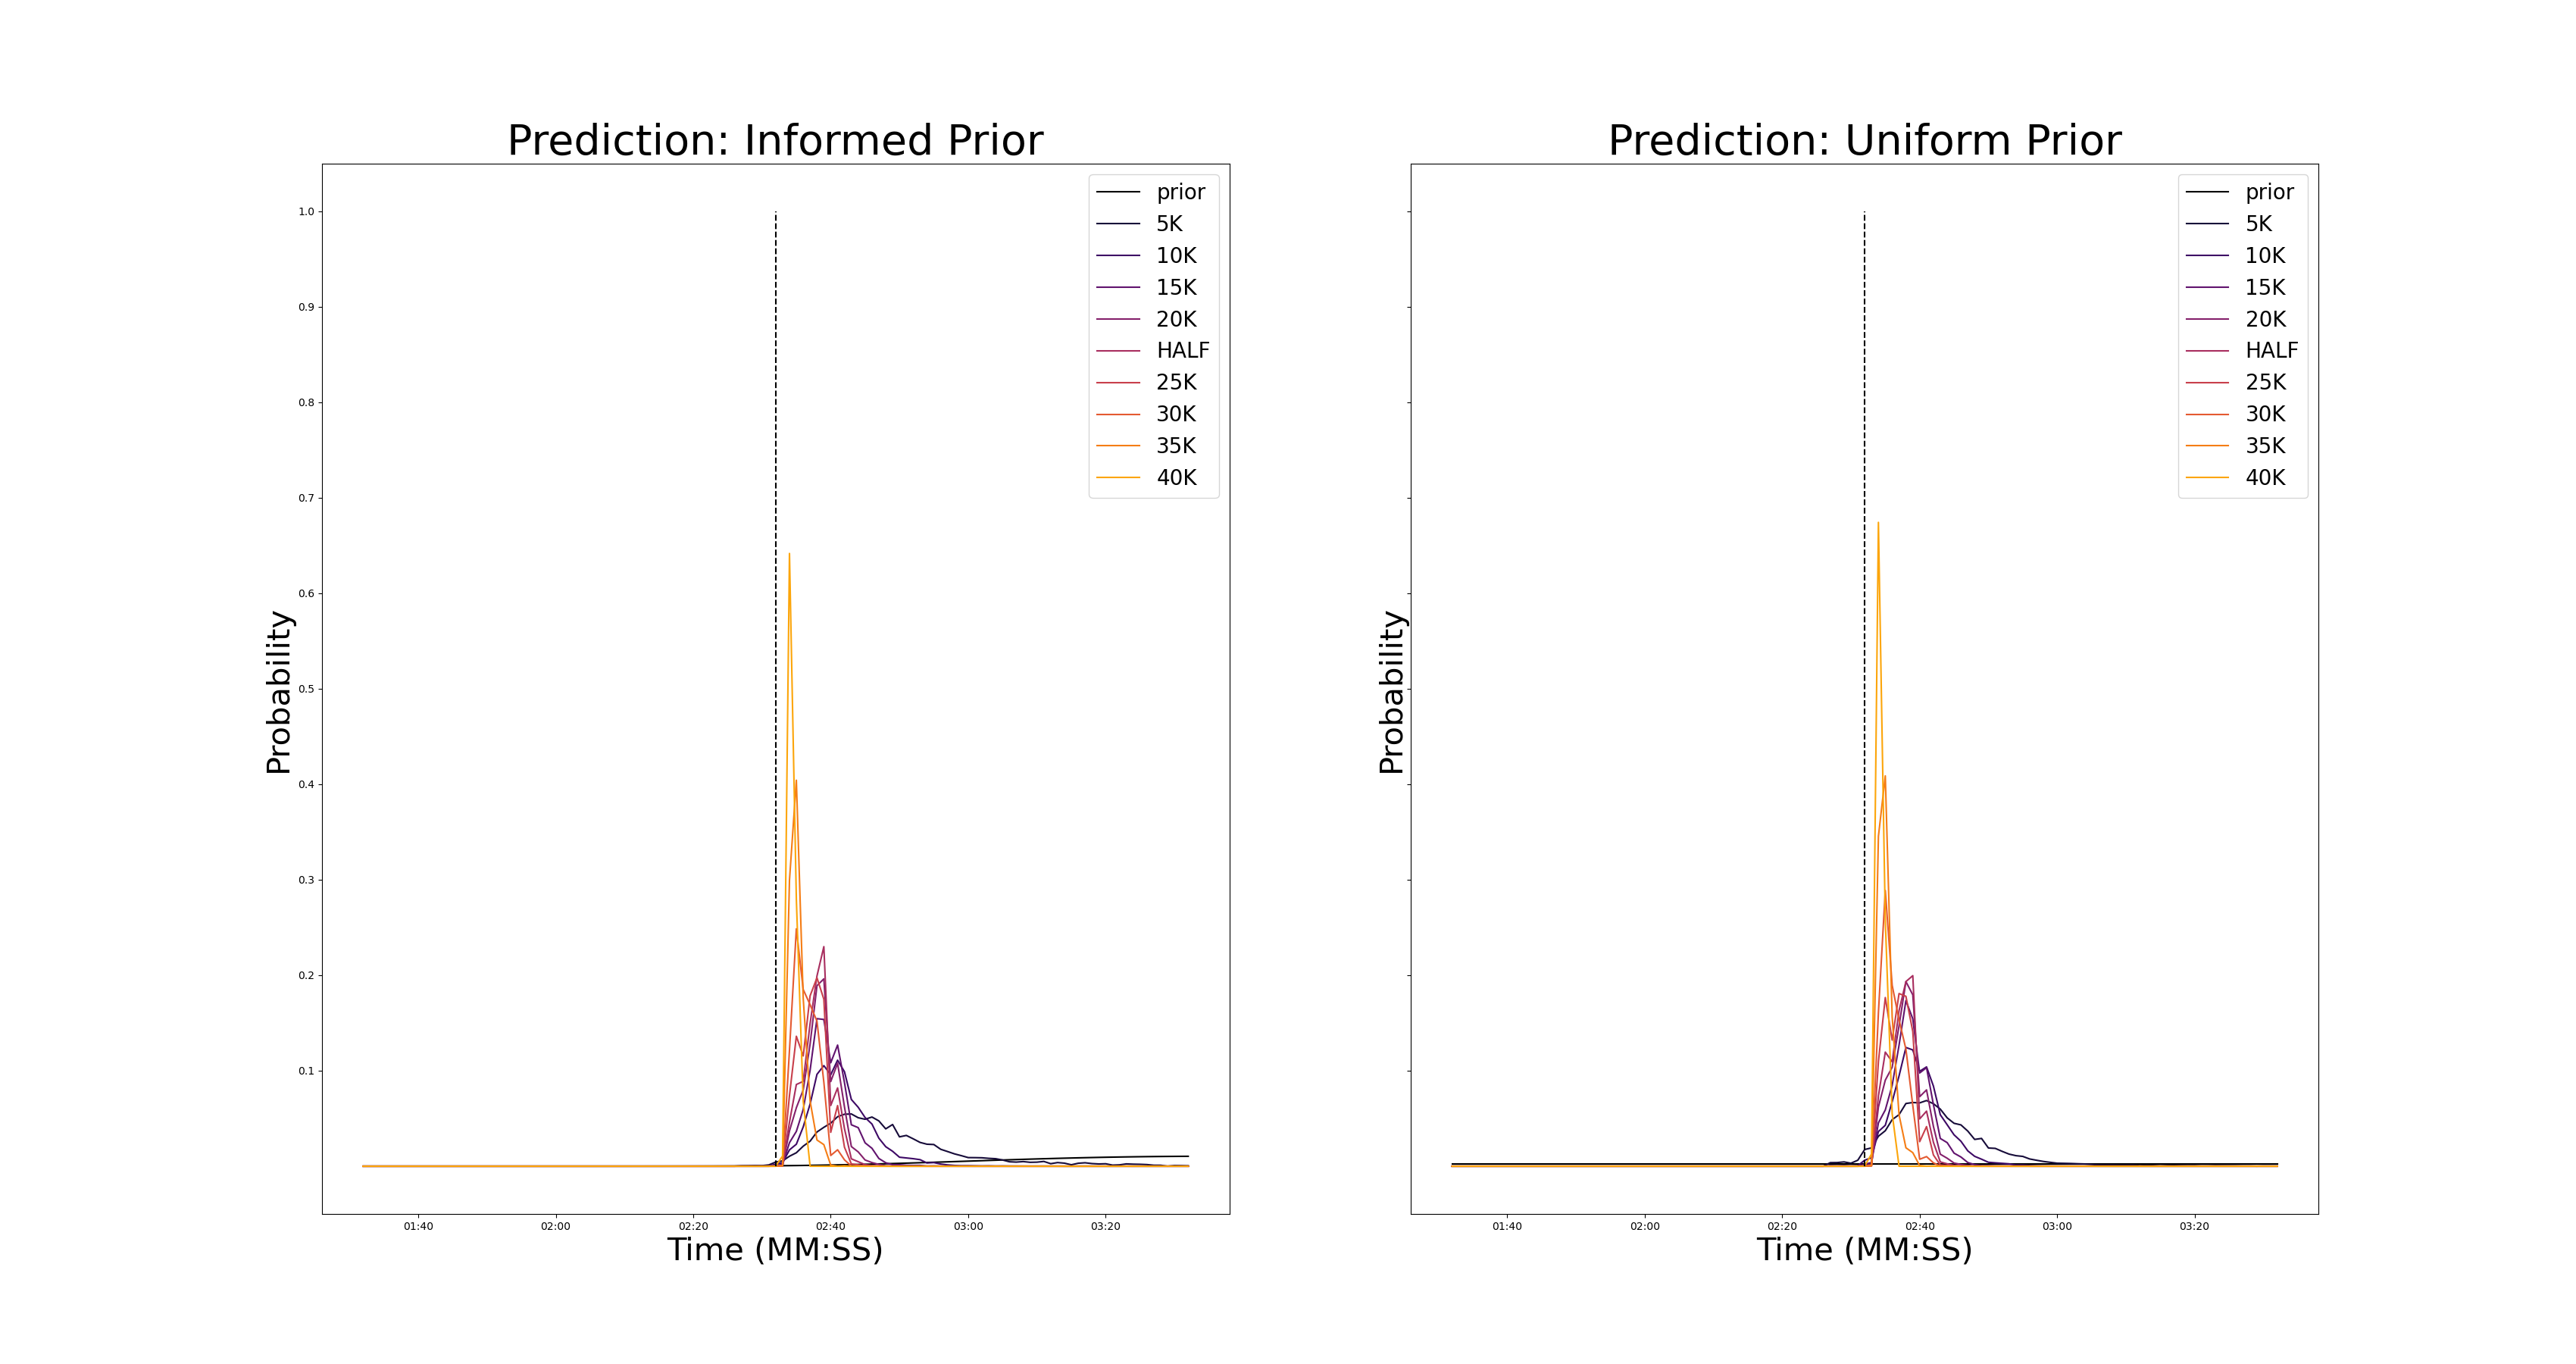 Prediction: Informed Prior
prior
5K
10K
15K
20K
HALF
25K
30K
35K
40K
1.0
0.9
0.8
0.7
0.6
0.5
0.4
0.3
0.2
0.1
Probability
01:40 02:00 02:20 02:40 03:00 03:20
Time (MM:SS)
Prediction: Uniform Prior
prior
5K
10K
15K
20K
HALF
25K
30K
35K
40K
Probability
01:40 02:00 02:20 02:40 03:00 03:20
Time (MM:SS)